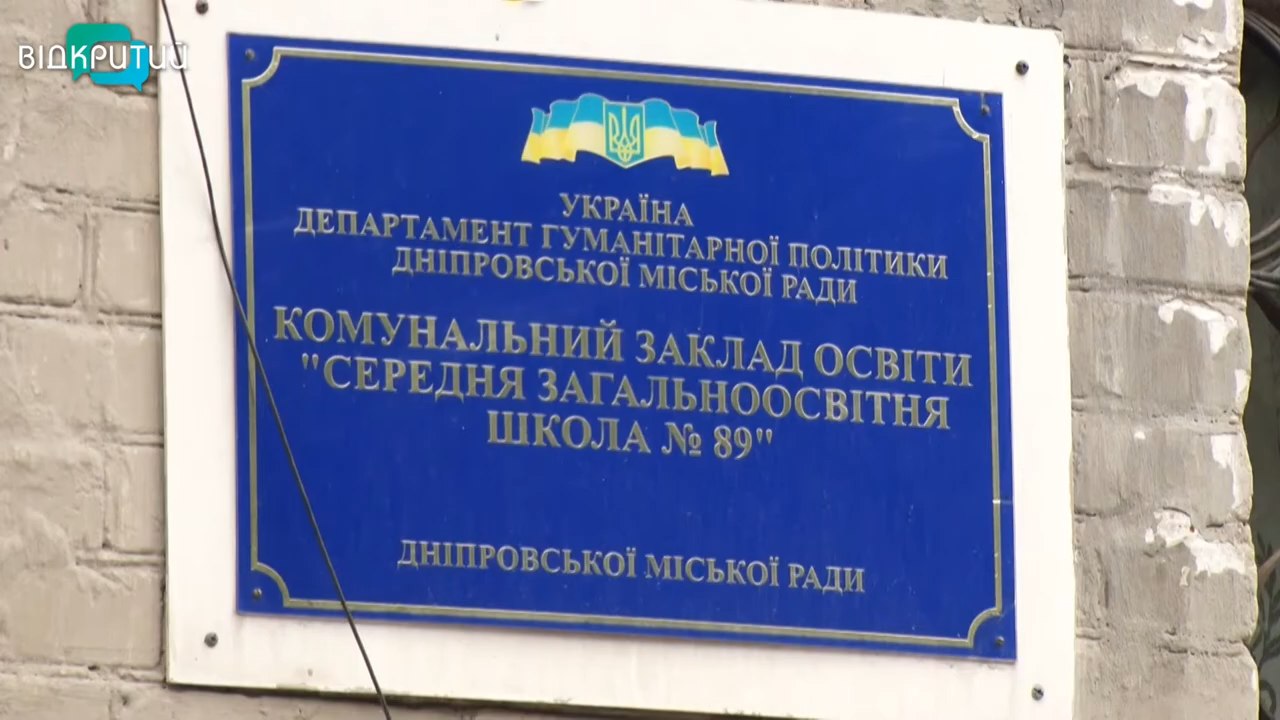 ВІДКРИТИЙ
УКРАЇНА
ДЕПАРТАМЕНТ ГУМАНІТАРНОЇ ПОЛІТИКИ
ДНІПРОВСЬКОЇ МІСЬКОЇ РАДИ
КОМУНАЛЬНИЙ ЗАКЛАД ОСВІТИ
"СЕРЕДНЯ ЗАГАЛЬНООСВІТНЯ
ШКОЛА № 89"
ДНІПРОВСЬКОЇ МІСЬКОЇ РАДИ